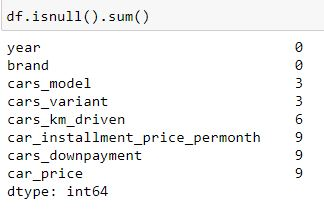 df.isnull().sum()
year 0
brand 0
cars_model 3
cars_variant 3
cars_km_driven 6
car_installment_price_permonth 9
cars_downpayment 9
car_price 9
dtype: int64